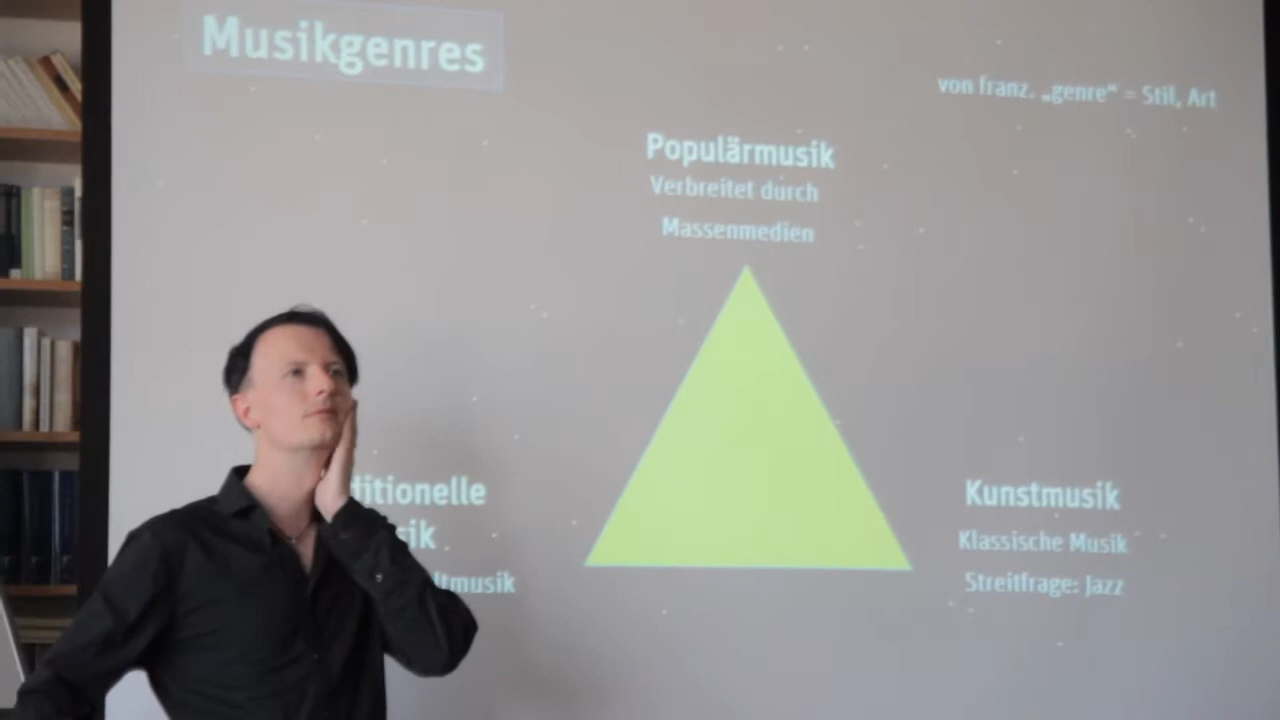 Musikgenres
von franz. „genre“ = Stil, Art
Populärmusik
Verbreitet durch
Massenmedien
Kunstmusik
Klassische Musik
Streitfrage: Jazz